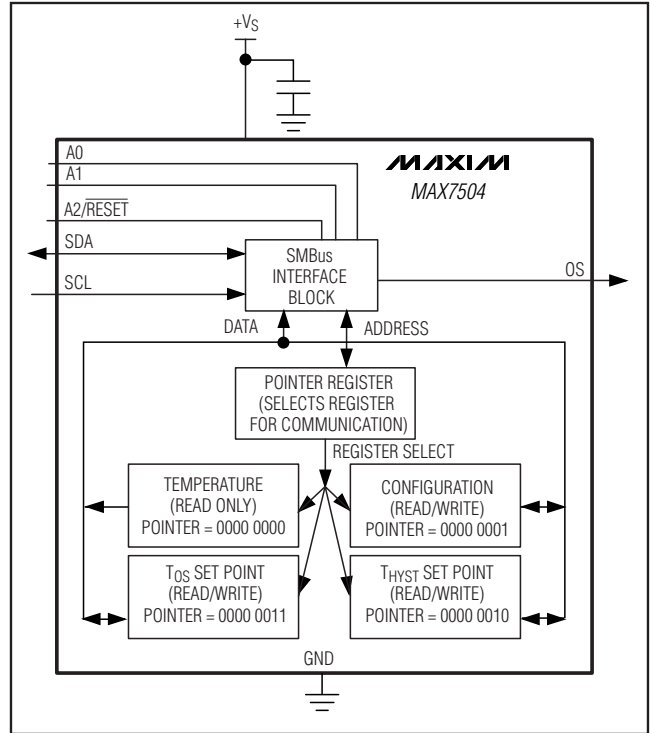 +VS
MAXIM
MAX7504
A0
A1
A2/RESET
SDA
SCL
SMBus
INTERFACE
BLOCK
OS
DATA
ADDRESS
POINTER REGISTER
(SELECTS REGISTER
FOR COMMUNICATION)
REGISTER SELECT
TEMPERATURE
(READ ONLY)
POINTER = 0000 0000
CONFIGURATION
(READ/WRITE)
POINTER = 0000 0001
TOS SET POINT
(READ/WRITE)
POINTER = 0000 0011
THYST SET POINT
(READ/WRITE)
POINTER = 0000 0010
GND